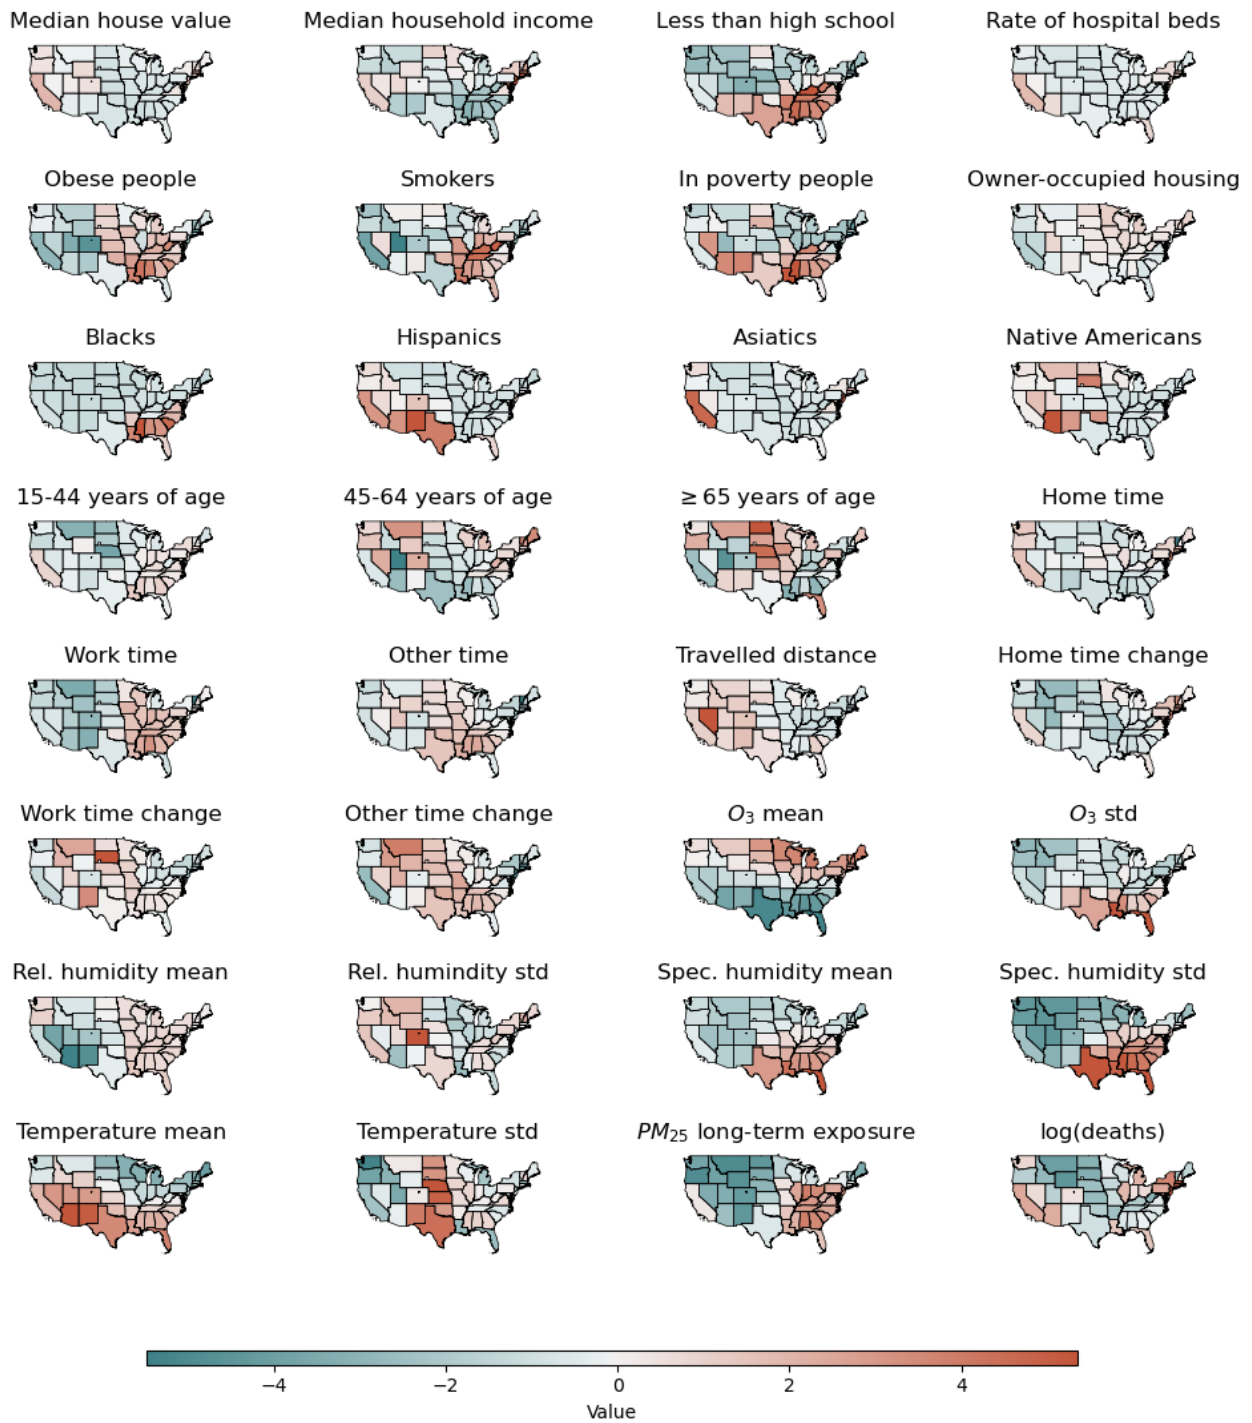 Median house value
Median household income
Less than high school
Rate of hospital beds
Obese people
Smokers
In poverty people
Owner-occupied housing
Blacks
Hispanics
Asiatics
Native Americans
15-44 years of age
45-64 years of age
≥ 65 years of age
Home time
Work time
Other time
Travelled distance
Home time change
Work time change
Other time change
O₃ mean
O₃ std
Rel. humidity mean
Rel. humindity std
Spec. humidity mean
Spec. humidity std
Temperature mean
Temperature std
PM₂₅ long-term exposure
log(deaths)
−4 −2 0 2 4
Value